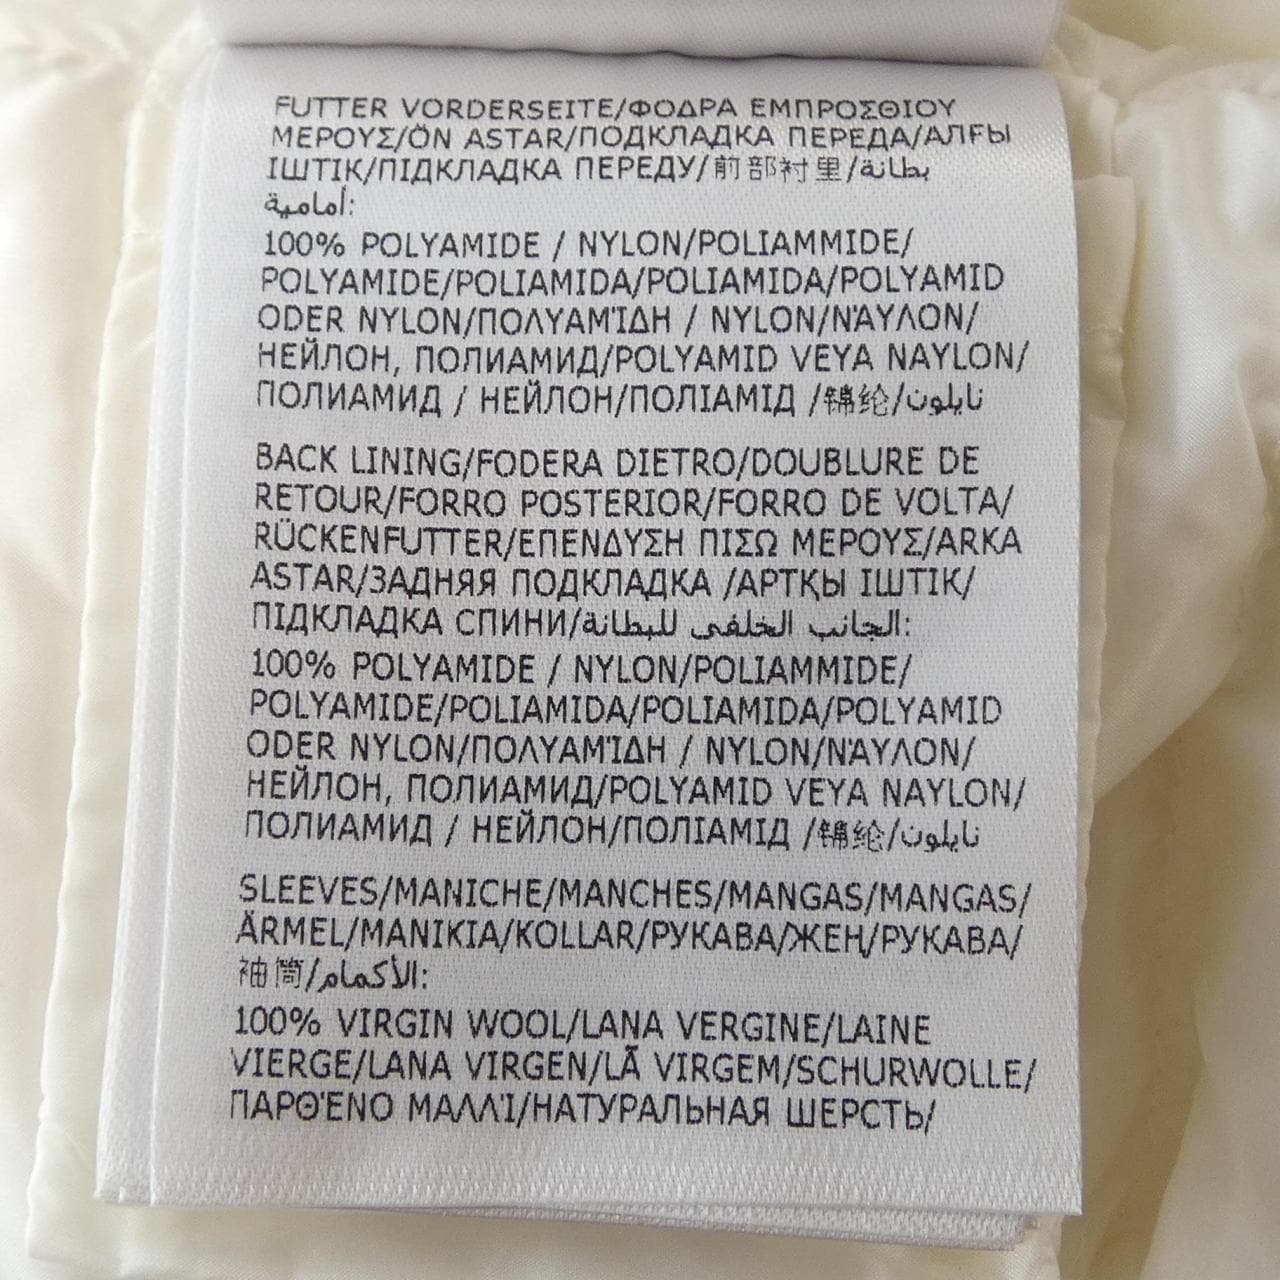 FUTTER VORDERSEITE/ΦΟΔΡΑ ΕΜΠΡΟΣΘΙΟΥ
ΜΕΡΟΥΣ/ÖN ASTAR/ПОДКЛАДКА ПЕРЕДА/АЛҒЫ
ІШТІК/ПІДКЛАДКА ПЕРЕДУ/前部衬里/بطانة
أمامية:
100% POLYAMIDE / NYLON/POLIAMMIDE/
POLYAMIDE/POLIAMIDA/POLIAMIDA/POLYAMID
ODER NYLON/ΠΟΛΥΑΜΊΔΗ / NYLON/ΝΆΥΛΟΝ/
НЕЙЛОН, ПОЛИАМИД/POLYAMID VEYA NAYLON/
ПОЛИАМИД / НЕЙЛОН/ПОЛІАМІД /锦纶/نايلون
BACK LINING/FODERA DIETRO/DOUBLURE DE
RETOUR/FORRO POSTERIOR/FORRO DE VOLTA/
RÜCKENFUTTER/ΕΠΕΝΔΥΣΗ ΠΙΣΩ ΜΕΡΟΥΣ/ARKA
ASTAR/ЗАДНЯЯ ПОДКЛАДКА /АРТҚЫ ІШТІК/
ПІДКЛАДКА СПИНИ/الجانب الخلفي للبطانة:
100% POLYAMIDE / NYLON/POLIAMMIDE/
POLYAMIDE/POLIAMIDA/POLIAMIDA/POLYAMID
ODER NYLON/ΠΟΛΥΑΜΊΔΗ / NYLON/ΝΆΥΛΟΝ/
НЕЙЛОН, ПОЛИАМИД/POLYAMID VEYA NAYLON/
ПОЛИАМИД / НЕЙЛОН/ПОЛІАМІД /锦纶/نايلون
SLEEVES/MANICHE/MANCHES/MANGAS/MANGAS/
ÄRMEL/ΜΑΝΙΚΙΑ/KOLLAR/РУКАВА/ЖЕҢ/РУКАВА/
袖筒/الأكمام:
100% VIRGIN WOOL/LANA VERGINE/LAINE
VIERGE/LANA VIRGEN/LÃ VIRGEM/SCHURWOLLE/
ΠΑΡΘΈΝΟ ΜΑΛΛΊ/НАТУРАЛЬНАЯ ШЕРСТЬ/